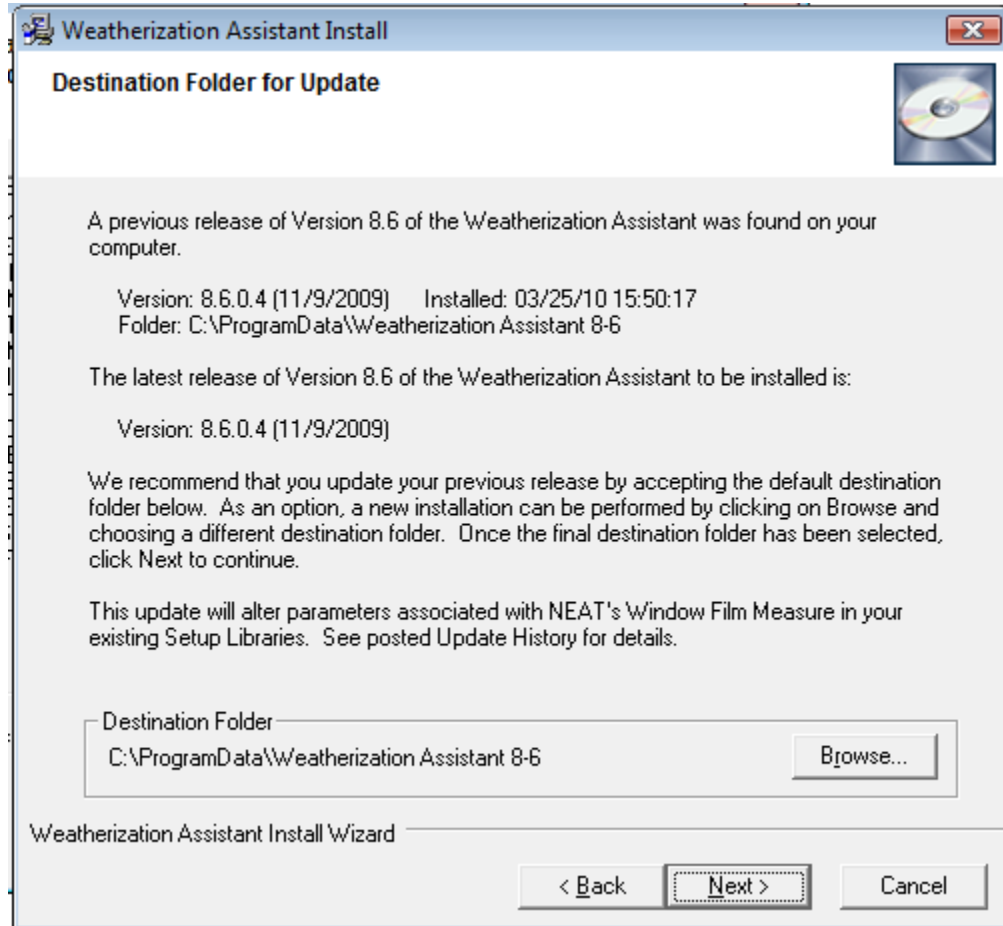 Weatherization Assistant Install
Destination Folder for Update
A previous release of Version 8.6 of the Weatherization Assistant was found on your
computer.
Version: 8.6.0.4 (11/9/2009) Installed: 03/25/10 15:50:17
Folder: C:\ProgramData\Weatherization Assistant 8-6
The latest release of Version 8.6 of the Weatherization Assistant to be installed is:
Version: 8.6.0.4 (11/9/2009)
We recommend that you update your previous release by accepting the default destination
folder below. As an option, a new installation can be performed by clicking on Browse and
choosing a different destination folder. Once the final destination folder has been selected,
click Next to continue.
This update will alter parameters associated with NEAT's Window Film Measure in your
existing Setup Libraries. See posted Update History for details.
Destination Folder
C:\ProgramData\Weatherization Assistant 8-6
Browse...
Weatherization Assistant Install Wizard
< Back Next > Cancel